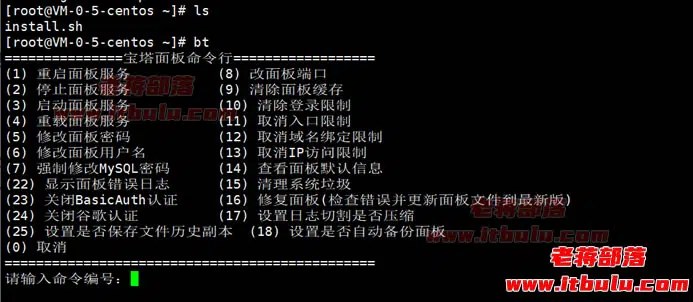 [root@VM-0-5-centos ~]# ls
install.sh
[root@VM-0-5-centos ~]# bt
===============宝塔面板命令行==================
(1) 重启面板服务 (8) 改面板端口
(2) 停止面板服务 (9) 清除面板缓存
(3) 启动面板服务 (10) 清除登录限制
(4) 重载面板服务 (11) 取消入口限制
(5) 修改面板密码 (12) 取消域名绑定限制
(6) 修改面板用户名 (13) 取消IP访问限制
(7) 强制修改MySQL密码 (14) 查看面板默认信息
(22) 显示面板错误日志 (15) 清理系统垃圾
(23) 关闭BasicAuth认证 (16) 修复面板(检查错误并更新面板文件到最新版)
(24) 关闭谷歌认证 (17) 设置日志切割是否压缩
(25) 设置是否保存文件历史副本 (18) 设置是否自动备份面板
(0) 取消
===============================================
请输入命令编号：
老蒋部落
www.itbulu.com